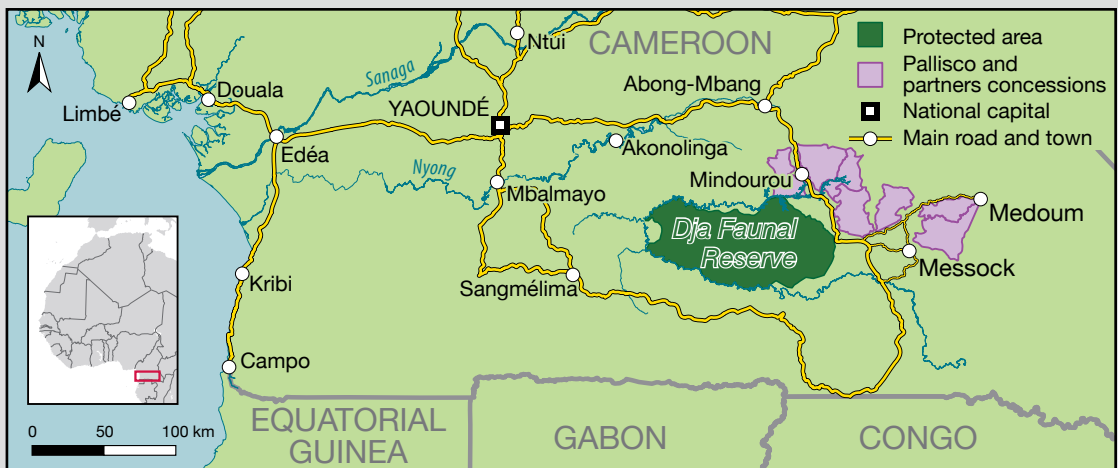 N
Ntui
CAMEROON
Protected area
Pallisco and
partners concessions
National capital
Main road and town
Sanaga
Limbé
Douala
YAOUNDÉ
Abong-Mbang
Edéa
Akonolinga
Nyong
Mbalmayo
Mindourou
Medoum
Dja Faunal
Reserve
Messock
Kribi
Sangmélima
Campo
EQUATORIAL
GUINEA
GABON
CONGO
0 50 100 km